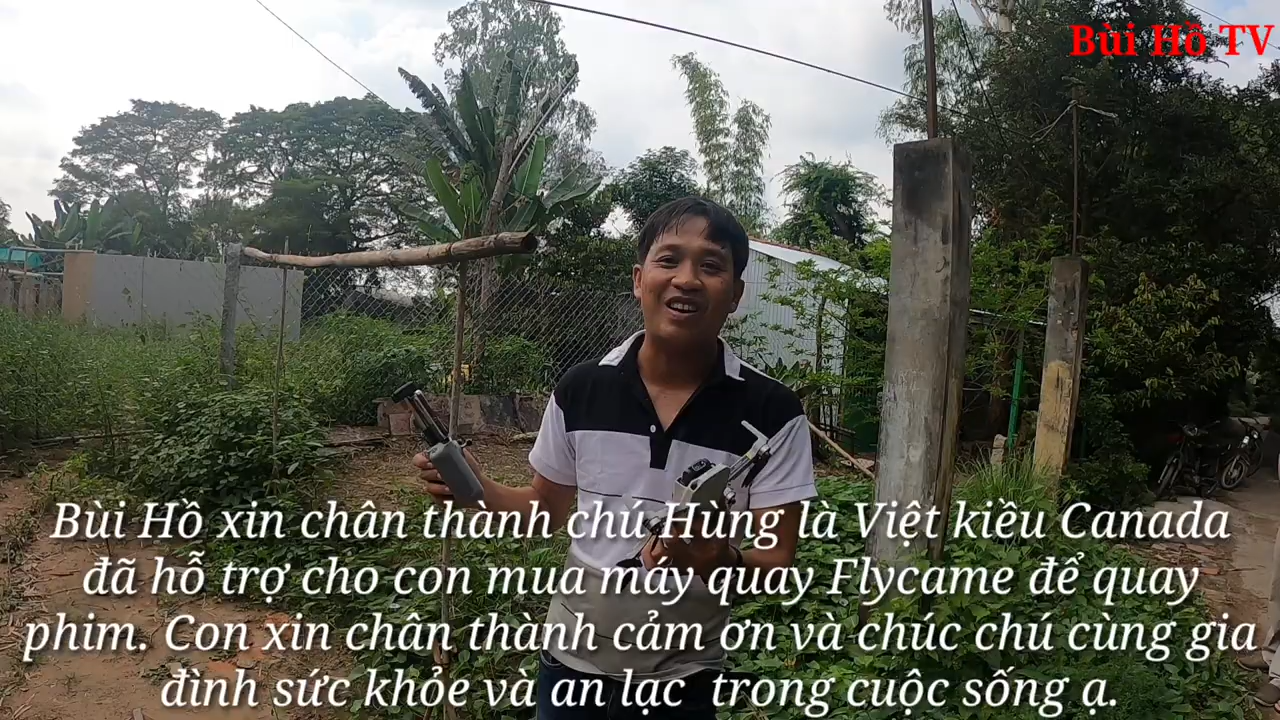 Bùi Hồ TV
Bùi Hồ xin chân thành chú Hùng là Việt kiều Canada
đã hỗ trợ cho con mua máy quay Flycame để quay
phim. Con xin chân thành cảm ơn và chúc chú cùng gia
đình sức khỏe và an lạc trong cuộc sống ạ.